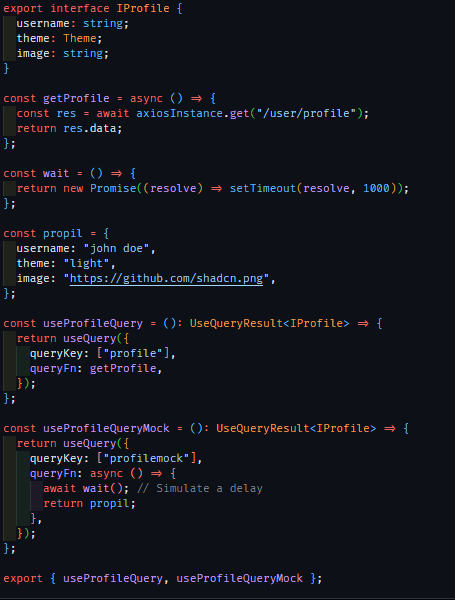 export interface IProfile {
  username: string;
  theme: Theme;
  image: string;
}

const getProfile = async () => {
  const res = await axiosInstance.get("/user/profile");
  return res.data;
};

const wait = () => {
  return new Promise((resolve) => setTimeout(resolve, 1000));
};

const propil = {
  username: "john doe",
  theme: "light",
  image: "https://github.com/shadcn.png",
};

const useProfileQuery = (): UseQueryResult<IProfile> => {
  return useQuery({
    queryKey: ["profile"],
    queryFn: getProfile,
  });
};

const useProfileQueryMock = (): UseQueryResult<IProfile> => {
  return useQuery({
    queryKey: ["profilemock"],
    queryFn: async () => {
      await wait(); // Simulate a delay
      return propil;
    },
  });
};

export { useProfileQuery, useProfileQueryMock };